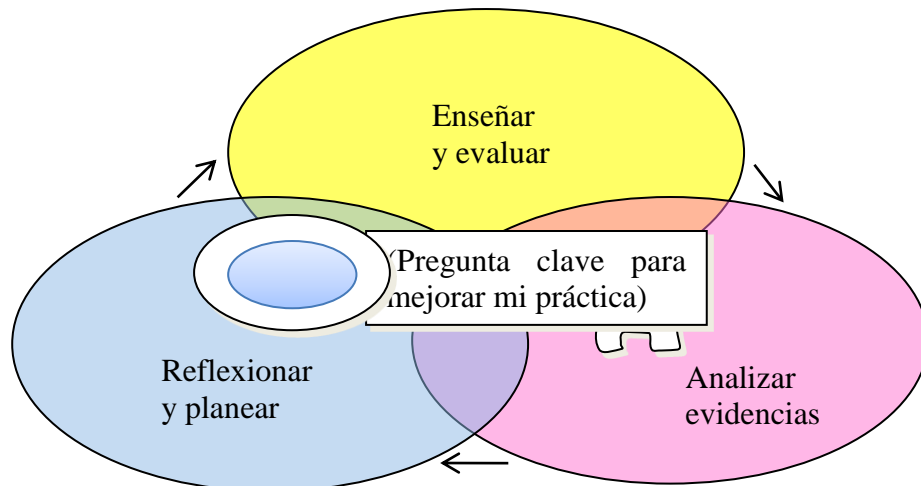 Enseñar
y evaluar
(Pregunta clave para
mejorar mi práctica)
Reflexionar
y planear
Analizar
evidencias